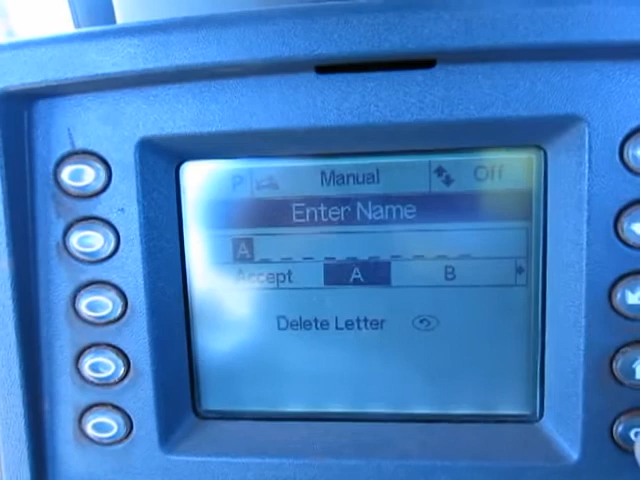 P Manual Off
Enter Name
A
Accept A B
Delete Letter